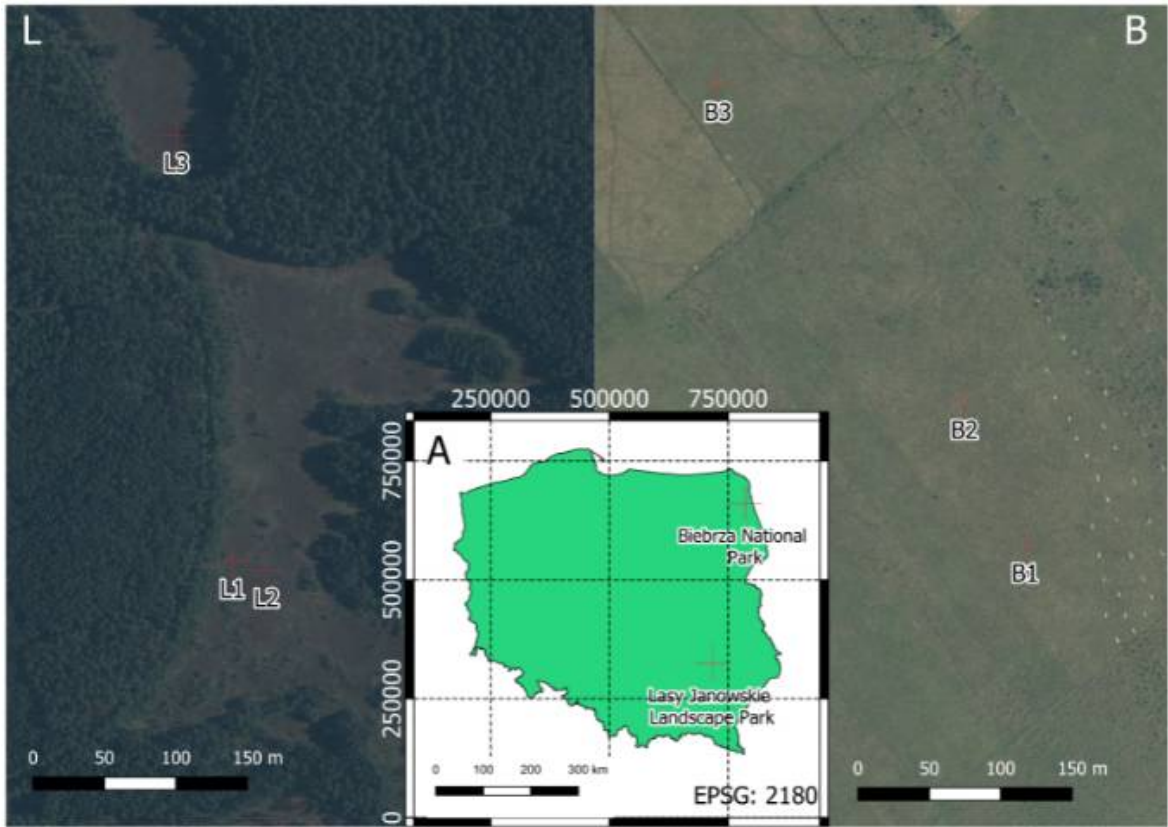 L
B
L3
B3
B2
B1
L1
L2
250000 500000 750000
A
750000
500000
250000
0
Biebrza National
Park
Lasy Janowskie
Landscape Park
0 100 200 300 km
EPSG: 2180
0 50 100 150 m
0 50 100 150 m